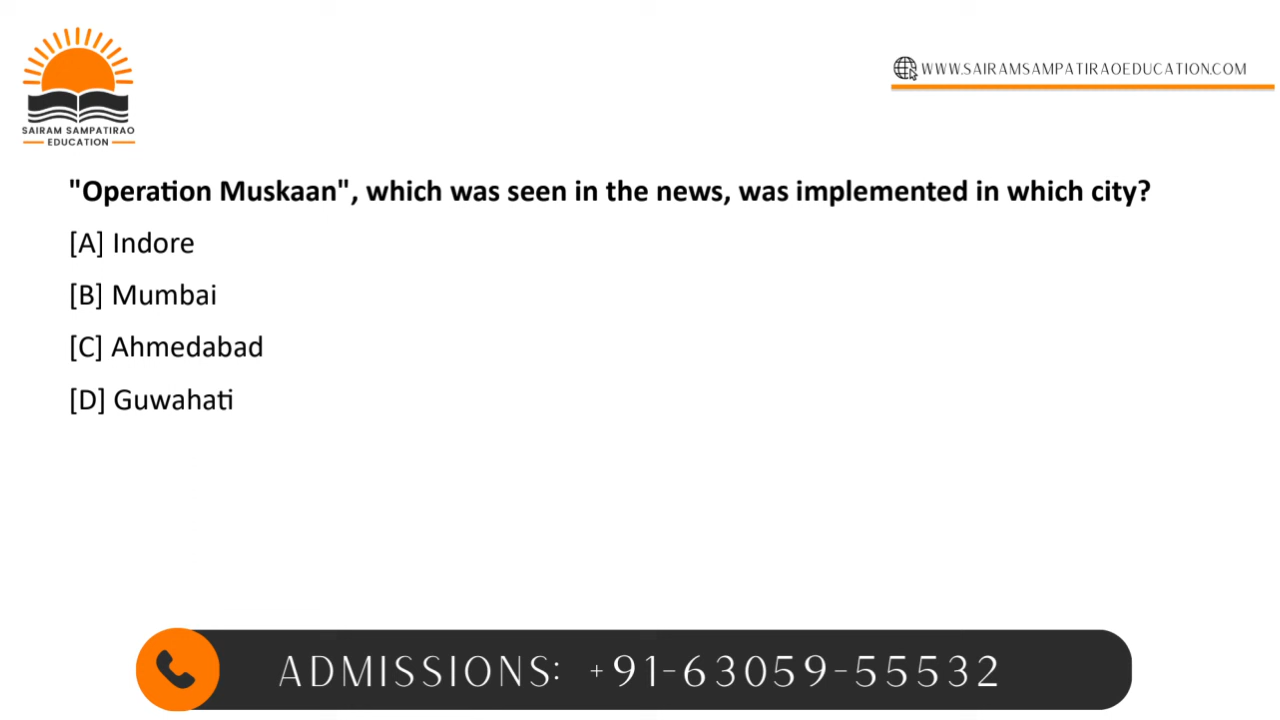 SAIRAM SAMPATIRAO
EDUCATION
WWW.SAIRAMSAMPATIRAOEDUCATION.COM
"Operation Muskaan", which was seen in the news, was implemented in which city?
[A] Indore
[B] Mumbai
[C] Ahmedabad
[D] Guwahati
ADMISSIONS: +91-63059-55532